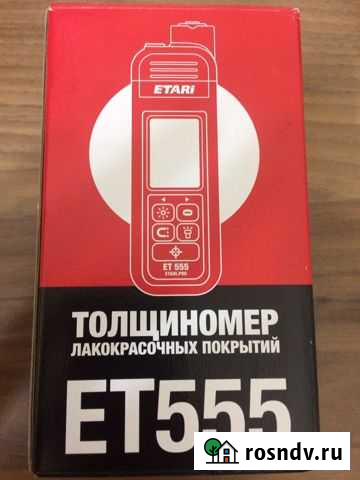 ETARI
ET 555
ETARI.PRO
ТОЛЩИНОМЕР
ЛАКОКРАСОЧНЫХ ПОКРЫТИЙ
ET555
rosndv.ru